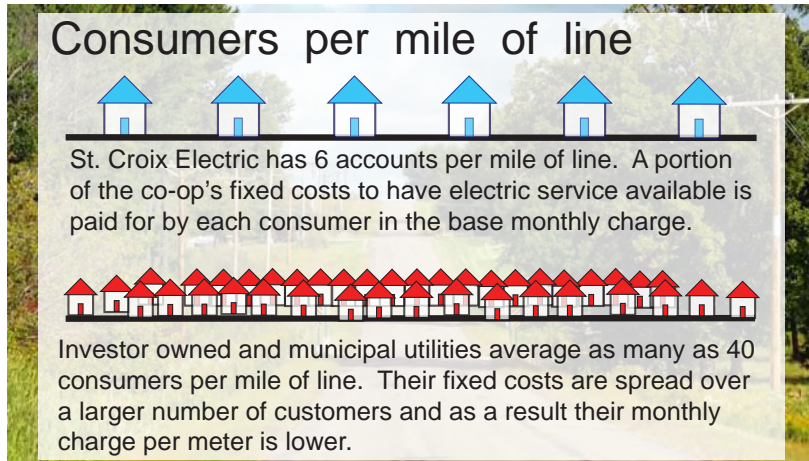 Consumers per mile of line
St. Croix Electric has 6 accounts per mile of line. A portion
of the co-op's fixed costs to have electric service available is
paid for by each consumer in the base monthly charge.
Investor owned and municipal utilities average as many as 40
consumers per mile of line. Their fixed costs are spread over
a larger number of customers and as a result their monthly
charge per meter is lower.